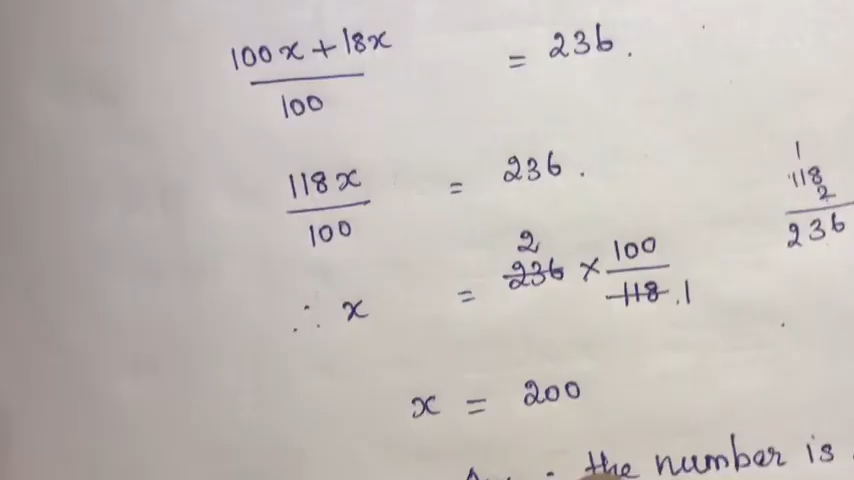 100x + 18x / 100 = 236.
118x / 100 = 236.
∴ x = 236 × 100 / 118
2
1
x = 200
the number is
1
118
2
236